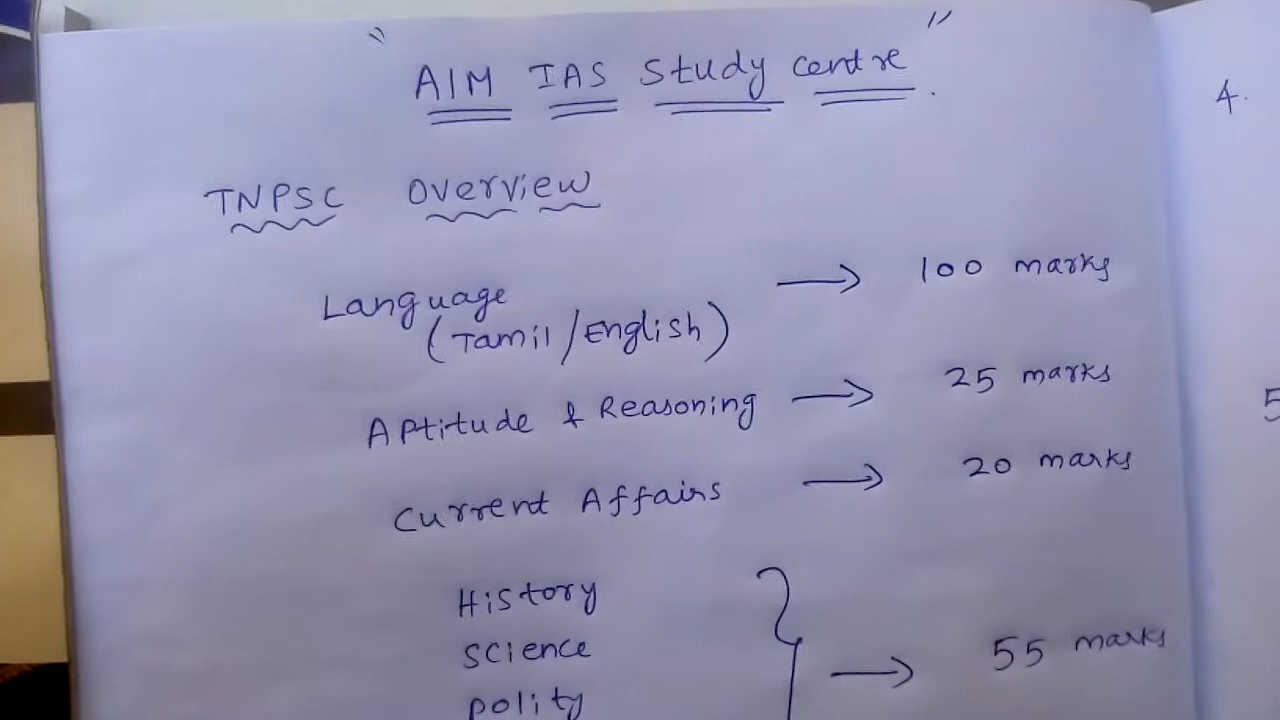 " AIM IAS Study Centre ".
TNPSC Overview
Language → 100 marks
(Tamil/English)
Aptitude & Reasoning → 25 marks
Current Affairs → 20 marks
History
Science } → 55 marks
Polity
4.
5